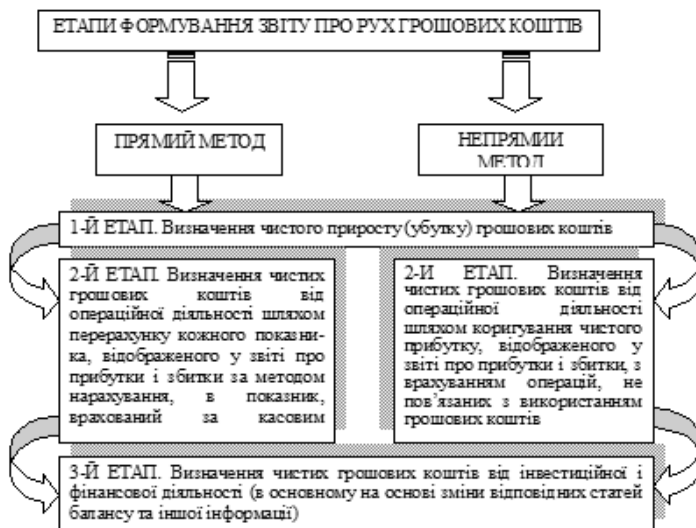 ЕТАПИ ФОРМУВАННЯ ЗВІТУ ПРО РУХ ГРОШОВИХ КОШТІВ
ПРЯМИЙ МЕТОД
НЕПРЯМИЙ
МЕТОД
1-Й ЕТАП. Визначення чистого приросту (убутку) грошових коштів
2-Й ЕТАП. Визначення чистих
грошових коштів від
операційної діяльності шляхом
перерахунку кожного показни-
ка, відображеного у звіті про
прибутки і збитки за методом
нарахування, в показник,
врахований за касовим
2-Й ЕТАП. Визначення
чистих грошових коштів від
операційної діяльності
шляхом коригування чистого
прибутку, відображеного у
звіті про прибутки і збитки, з
врахуванням операцій, не
пов’язаних з використанням
грошових коштів
3-Й ЕТАП. Визначення чистих грошових коштів від інвестиційної і
фінансової діяльності (в основному на основі зміни відповідних статей
балансу та іншої інформації)